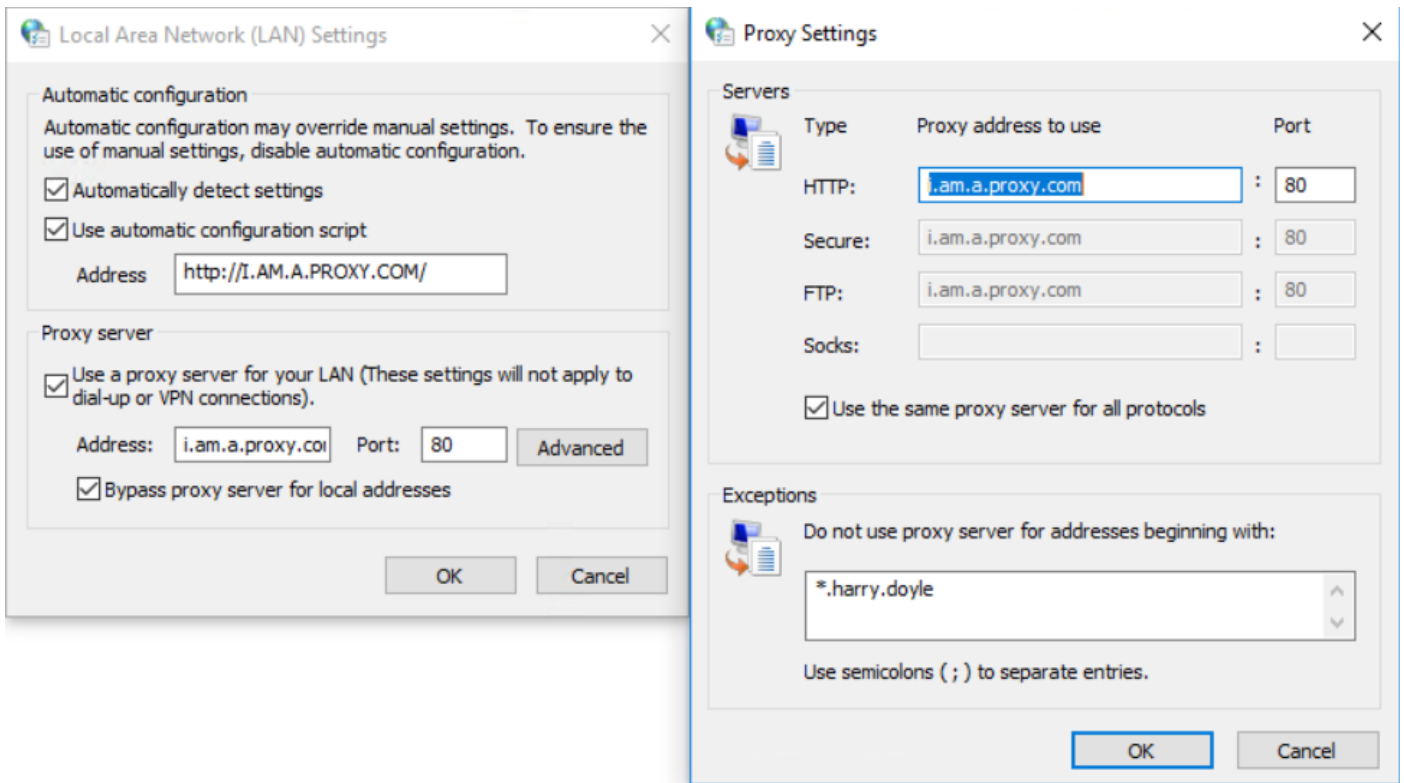 Local Area Network (LAN) Settings
Automatic configuration
Automatic configuration may override manual settings. To ensure the
use of manual settings, disable automatic configuration.
Automatically detect settings
Use automatic configuration script
Address http://I.AM.A.PROXY.COM/
Proxy server
Use a proxy server for your LAN (These settings will not apply to
dial-up or VPN connections).
Address: i.am.a.proxy.co Port: 80 Advanced
Bypass proxy server for local addresses
OK Cancel
Proxy Settings
Servers
Type Proxy address to use Port
HTTP: i.am.a.proxy.com : 80
Secure: i.am.a.proxy.com : 80
FTP: i.am.a.proxy.com : 80
Socks: :
Use the same proxy server for all protocols
Exceptions
Do not use proxy server for addresses beginning with:
*.harry.doyle
Use semicolons ( ; ) to separate entries.
OK Cancel